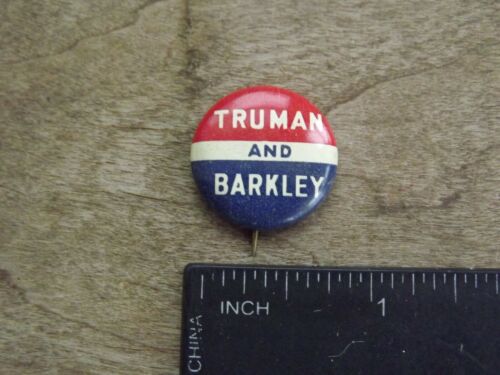 TRUMAN
AND
BARKLEY
INCH 1
CHINA